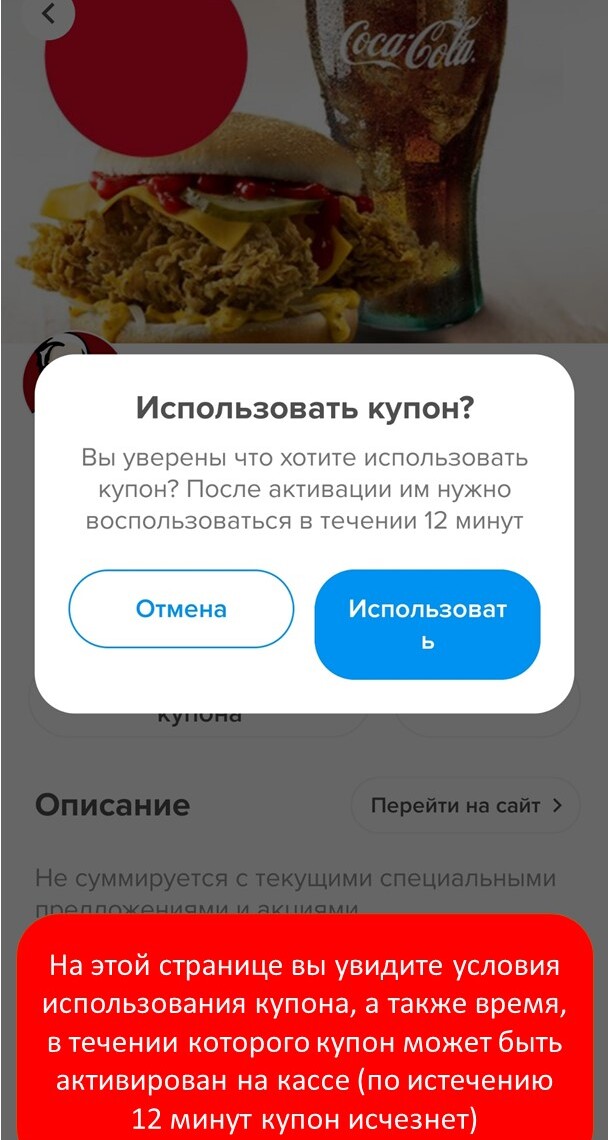 Coca-Cola
Использовать купон?
Вы уверены что хотите использовать
купон? После активации им нужно
воспользоваться в течении 12 минут
Отмена
Использоват
ь
купона
Описание
Перейти на сайт
Не суммируется с текущими специальными
предложениями и акциями
На этой странице вы увидите условия
использования купона, а также время,
в течении которого купон может быть
активирован на кассе (по истечению
12 минут купон исчезнет)